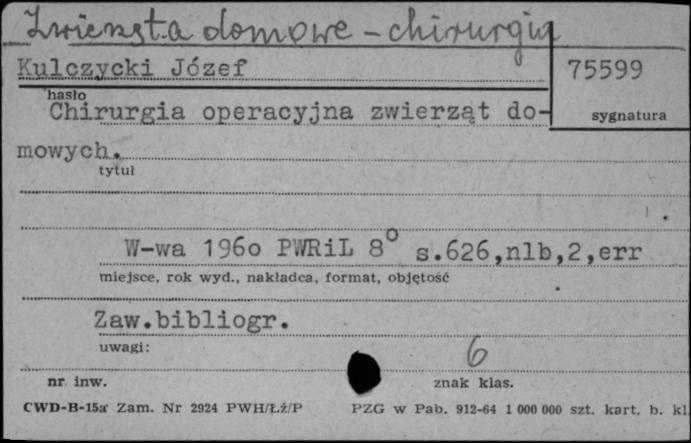 Zwierzęta domowe - chirurgia
Kulczycki Józef 75599
hasło
Chirurgia operacyjna zwierząt do- sygnatura
mowych.
tytuł
W-wa 196o PWRiL 8° s.626,nlb,2,err
miejsce, rok wyd., nakładca, format, objętość
Zaw.bibliogr.
uwagi: 6
nr inw. znak klas.
CWD-B-15a Zam. Nr 2924 PWH/Łź/P PZG w Pab. 912-64 1 000 000 szt. kart. b. kl